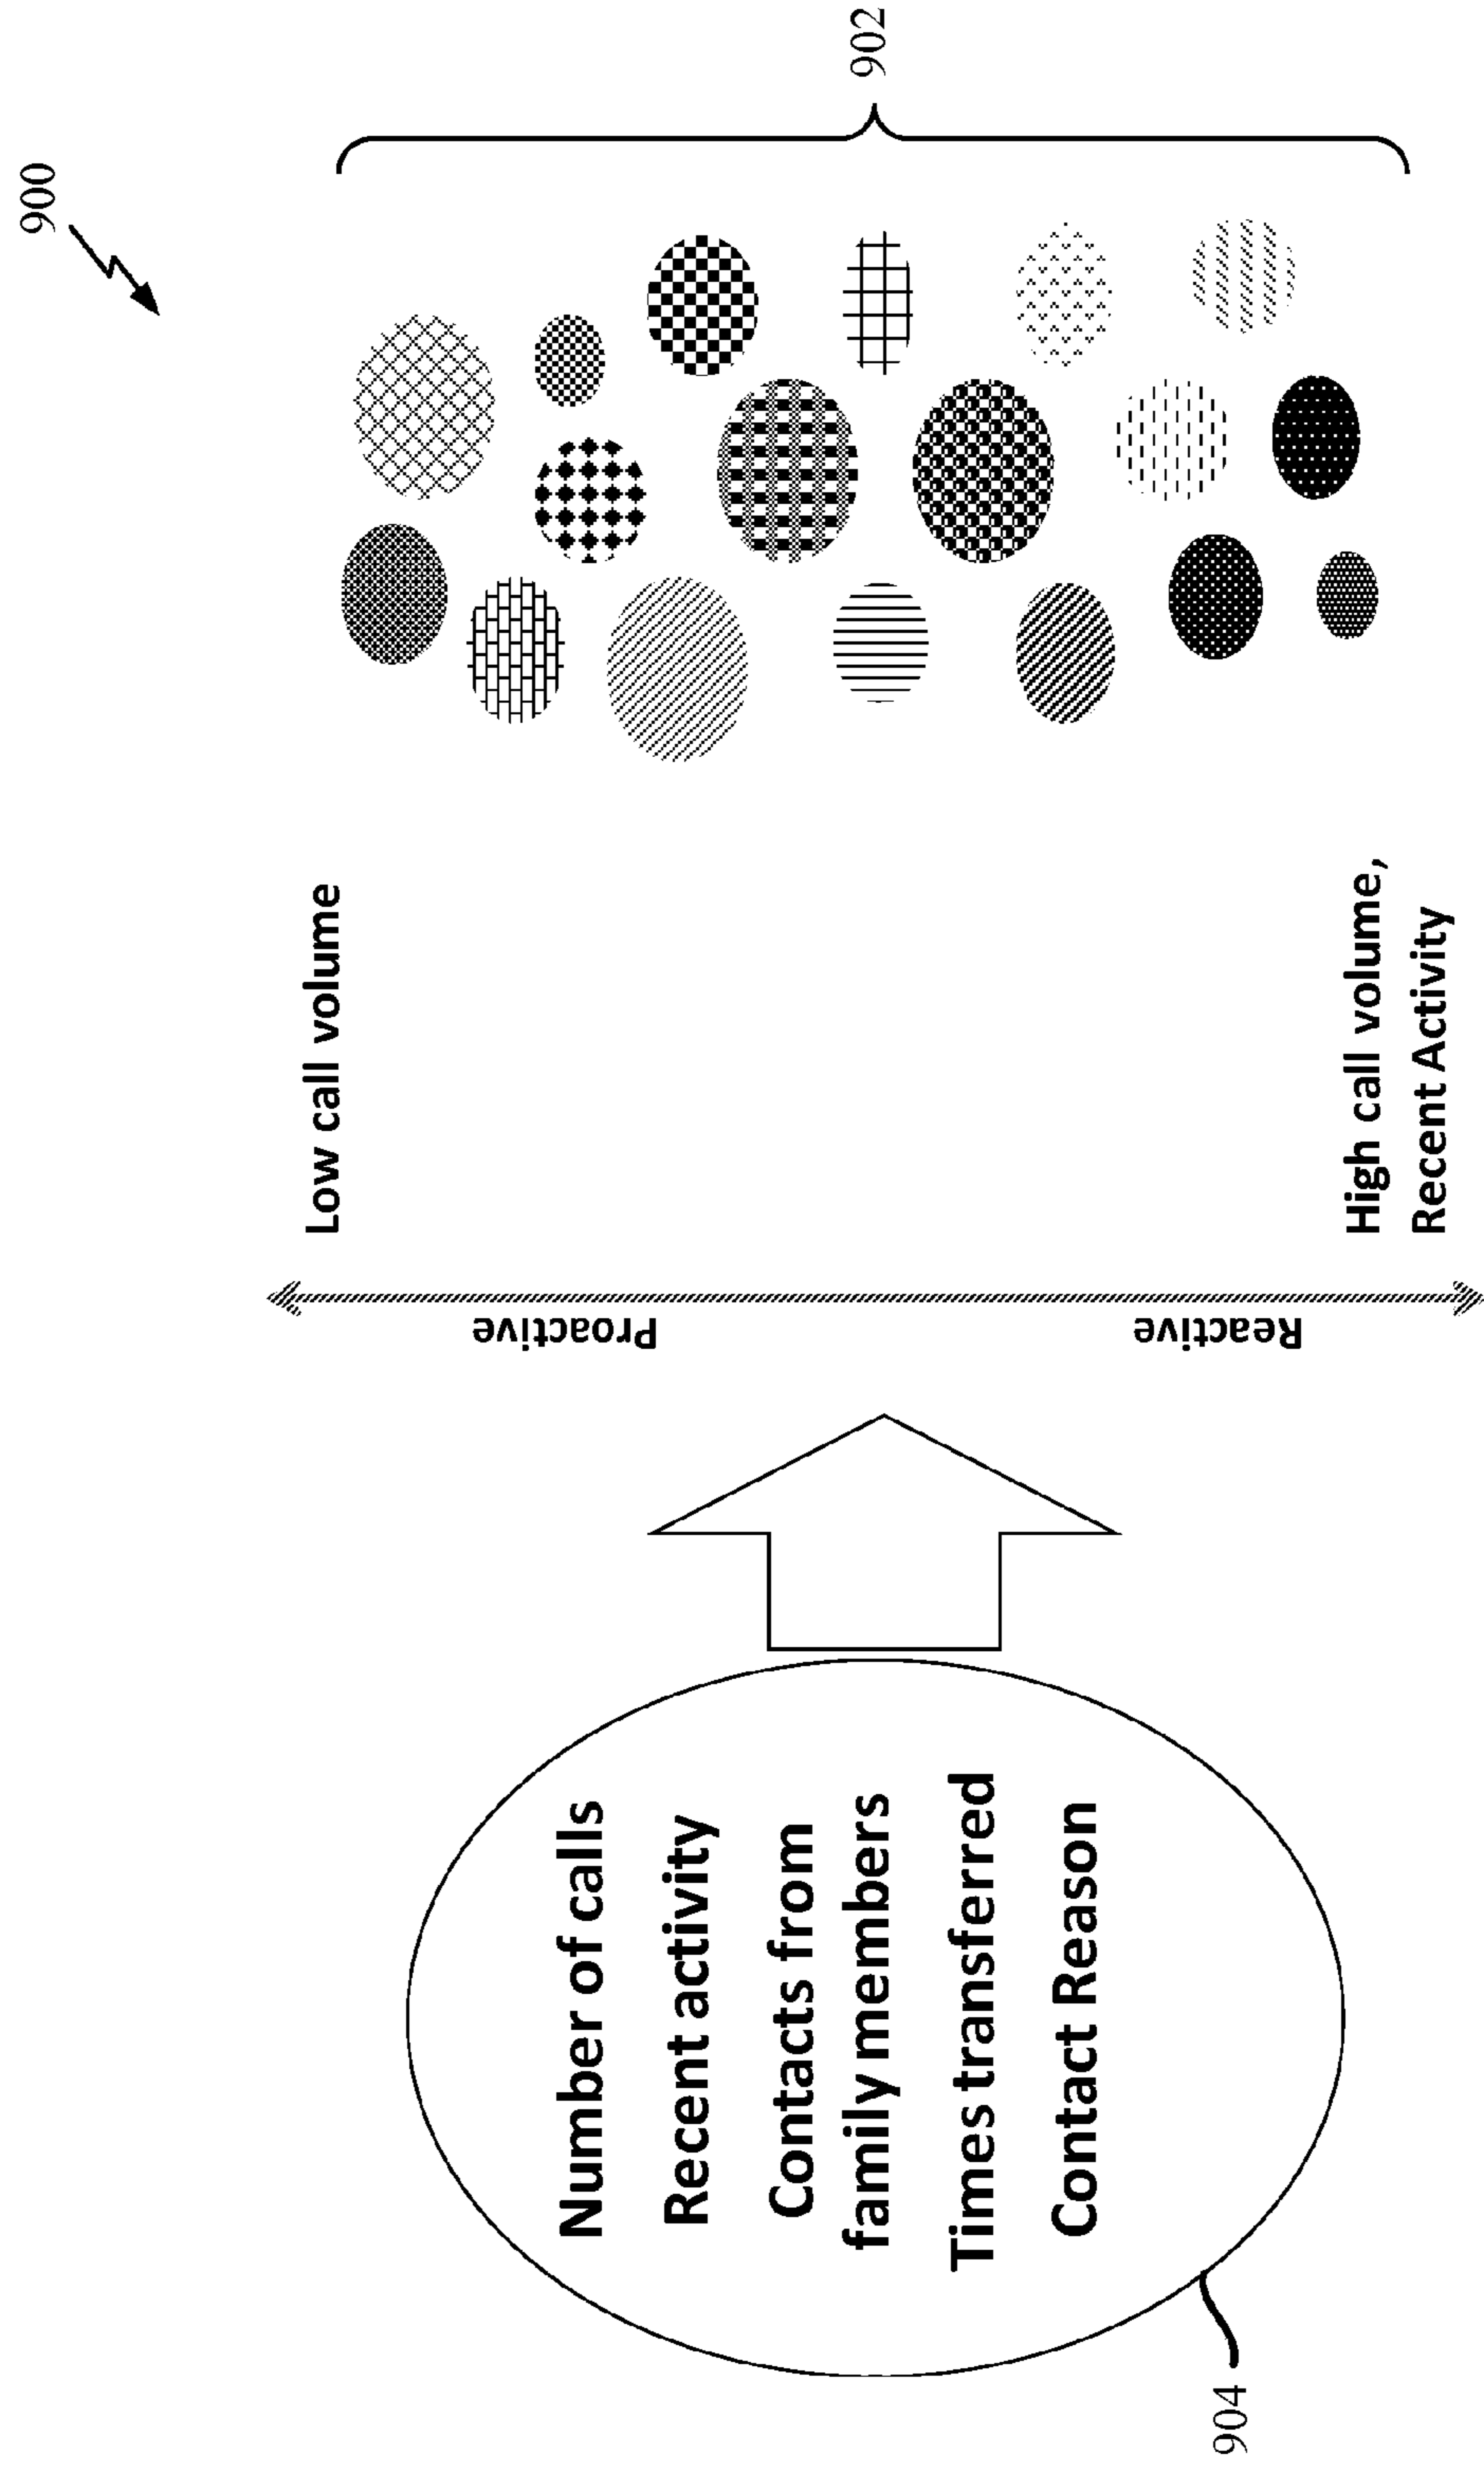 900
Number of calls
Recent activity
Contacts from
family members
Times transferred
Contact Reason
904
Proactive
Reactive
Low call volume
High call volume,
Recent Activity
902